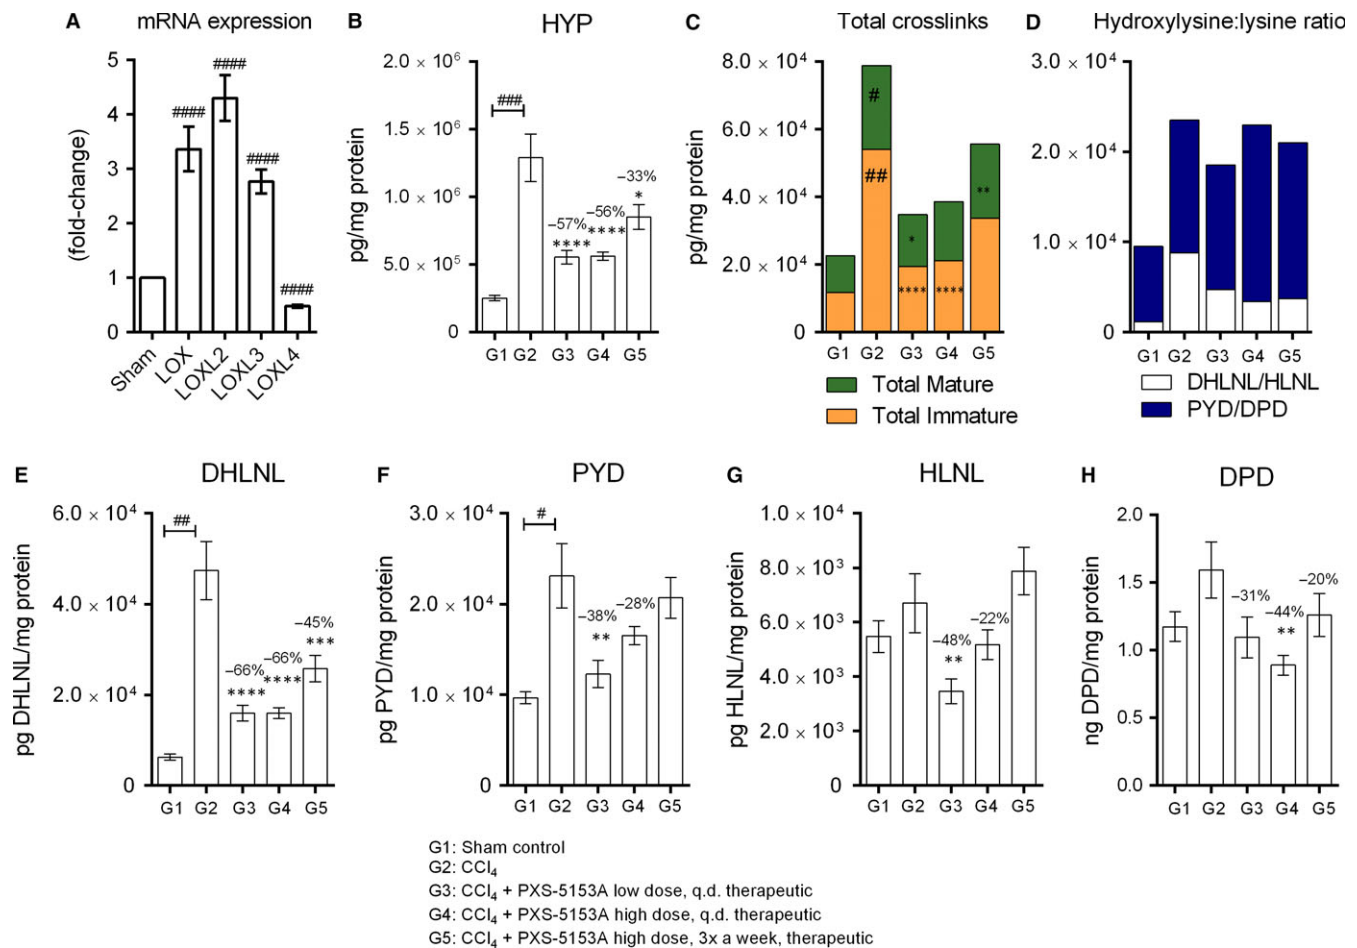 A mRNA expression
(fold-change)
5
4
3
2
1
0
####
####
####
####
Sham
LOX
LOXL2
LOXL3
LOXL4
B HYP
pg/mg protein
2.0 × 10⁶
1.5 × 10⁶
1.0 × 10⁶
5.0 × 10⁵
0
###
−57%
****
−56%
****
−33%
*
G1 G2 G3 G4 G5
C Total crosslinks
pg/mg protein
8.0 × 10⁴
6.0 × 10⁴
4.0 × 10⁴
2.0 × 10⁴
0
#
##
*
****
****
**
G1 G2 G3 G4 G5
Total Mature
Total Immature
D Hydroxylysine:lysine ratio
3.0 × 10⁴
2.0 × 10⁴
1.0 × 10⁴
0
G1 G2 G3 G4 G5
DHLNL/HLNL
PYD/DPD
E DHLNL
pg DHLNL/mg protein
6.0 × 10⁴
4.0 × 10⁴
2.0 × 10⁴
0
##
−66%
****
−66%
****
−45%
***
G1 G2 G3 G4 G5
F PYD
pg PYD/mg protein
3.0 × 10⁴
2.0 × 10⁴
1.0 × 10⁴
0
#
−38%
**
−28%
G1 G2 G3 G4 G5
G HLNL
pg HLNL/mg protein
1.0 × 10⁴
8.0 × 10³
6.0 × 10³
4.0 × 10³
2.0 × 10³
0
−48%
**
−22%
G1 G2 G3 G4 G5
H DPD
ng DPD/mg protein
2.0
1.5
1.0
0.5
0.0
−31%
−44%
**
−20%
G1 G2 G3 G4 G5
G1: Sham control
G2: CCl₄
G3: CCl₄ + PXS-5153A low dose, q.d. therapeutic
G4: CCl₄ + PXS-5153A high dose, q.d. therapeutic
G5: CCl₄ + PXS-5153A high dose, 3x a week, therapeutic